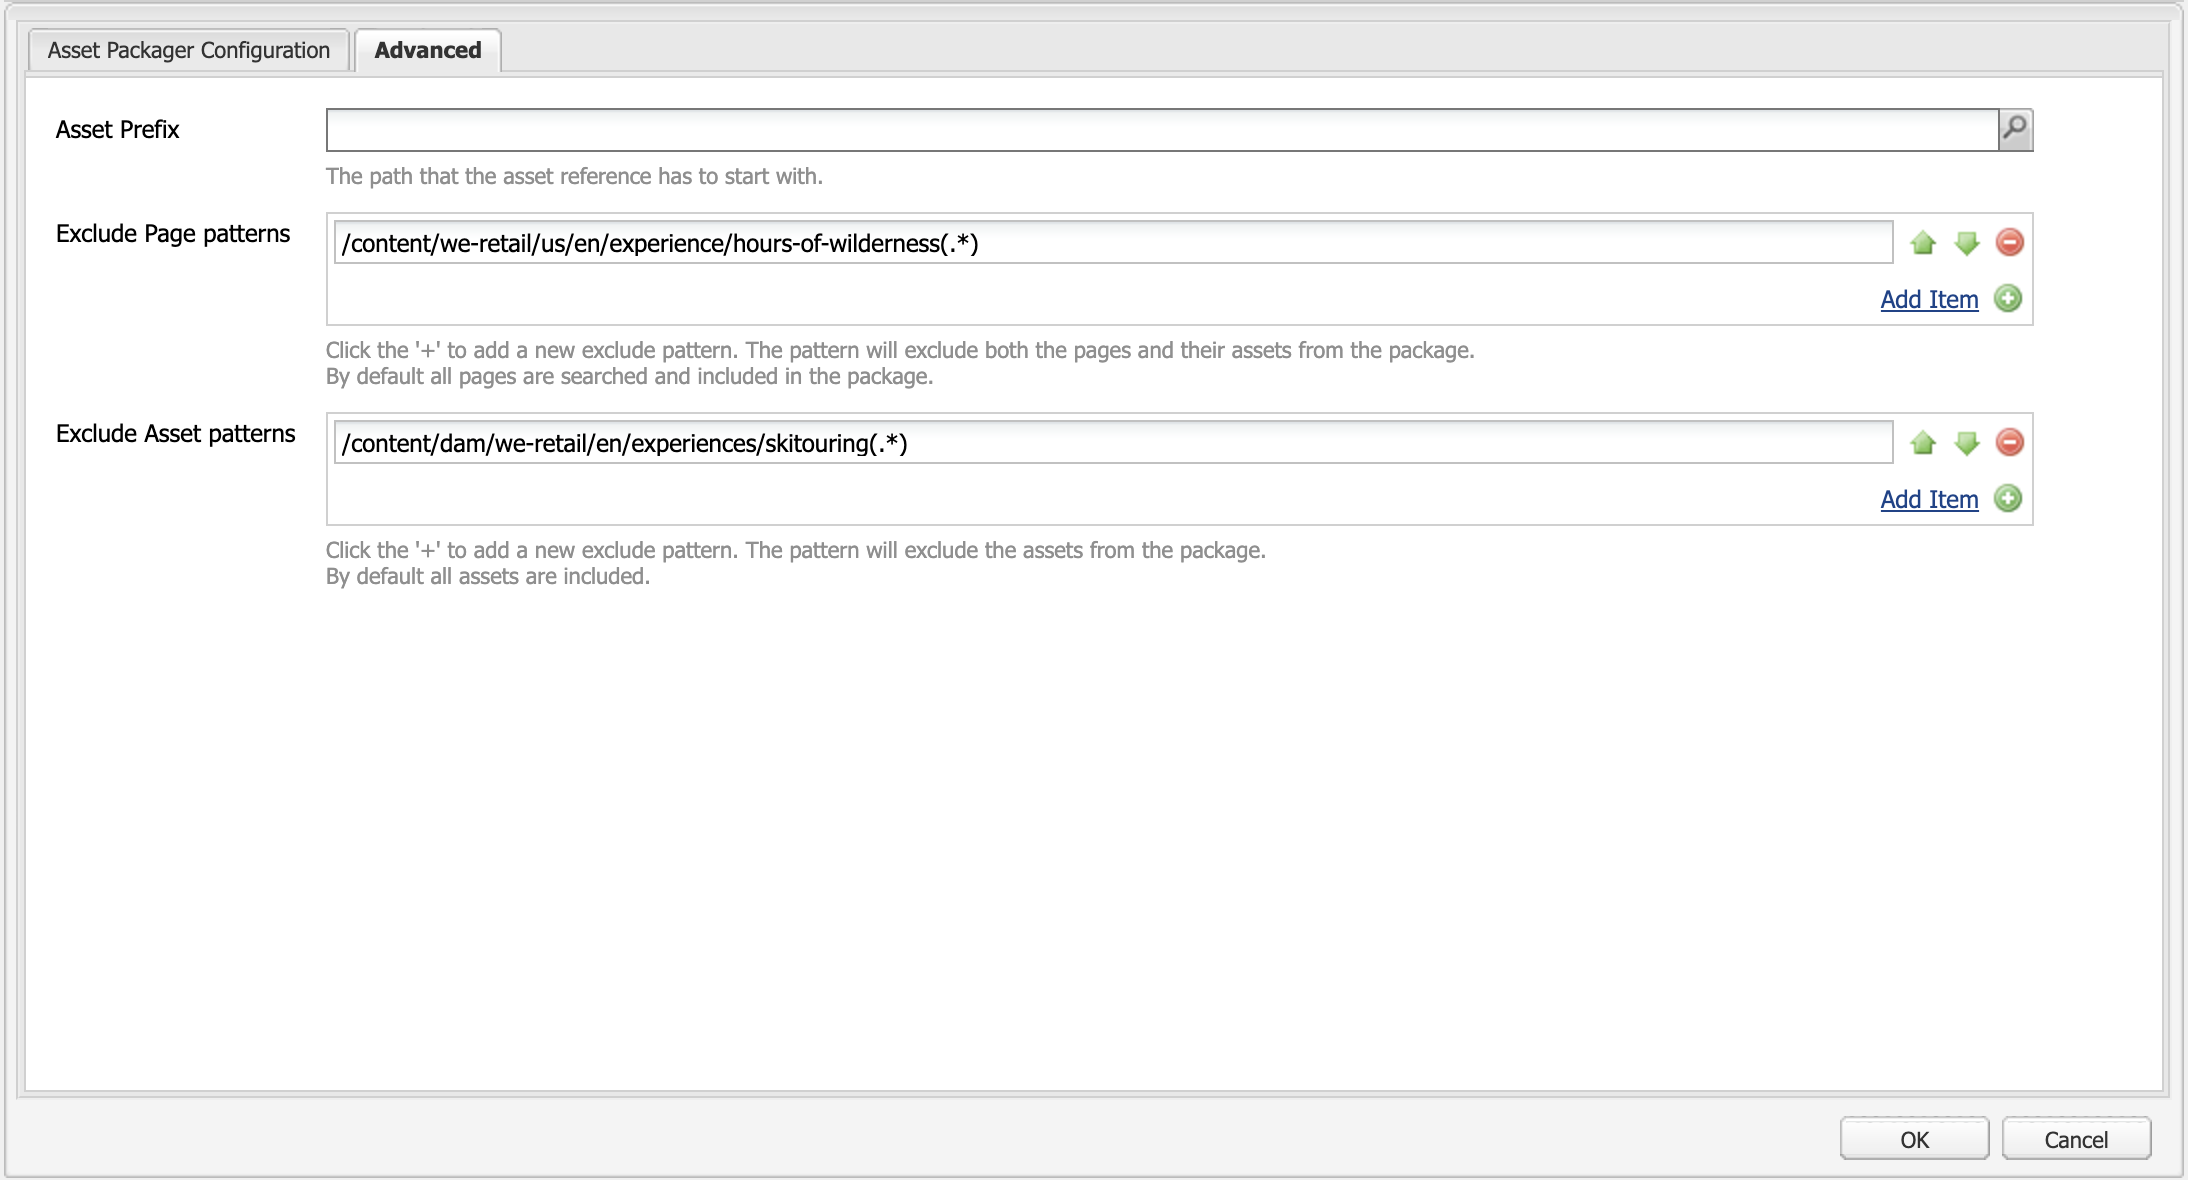 Asset Packager Configuration
Advanced
Asset Prefix
The path that the asset reference has to start with.
Exclude Page patterns
/content/we-retail/us/en/experience/hours-of-wilderness(.*)
Add Item
Click the '+' to add a new exclude pattern. The pattern will exclude both the pages and their assets from the package.
By default all pages are searched and included in the package.
Exclude Asset patterns
/content/dam/we-retail/en/experiences/skitouring(.*)
Add Item
Click the '+' to add a new exclude pattern. The pattern will exclude the assets from the package.
By default all assets are included.
OK
Cancel